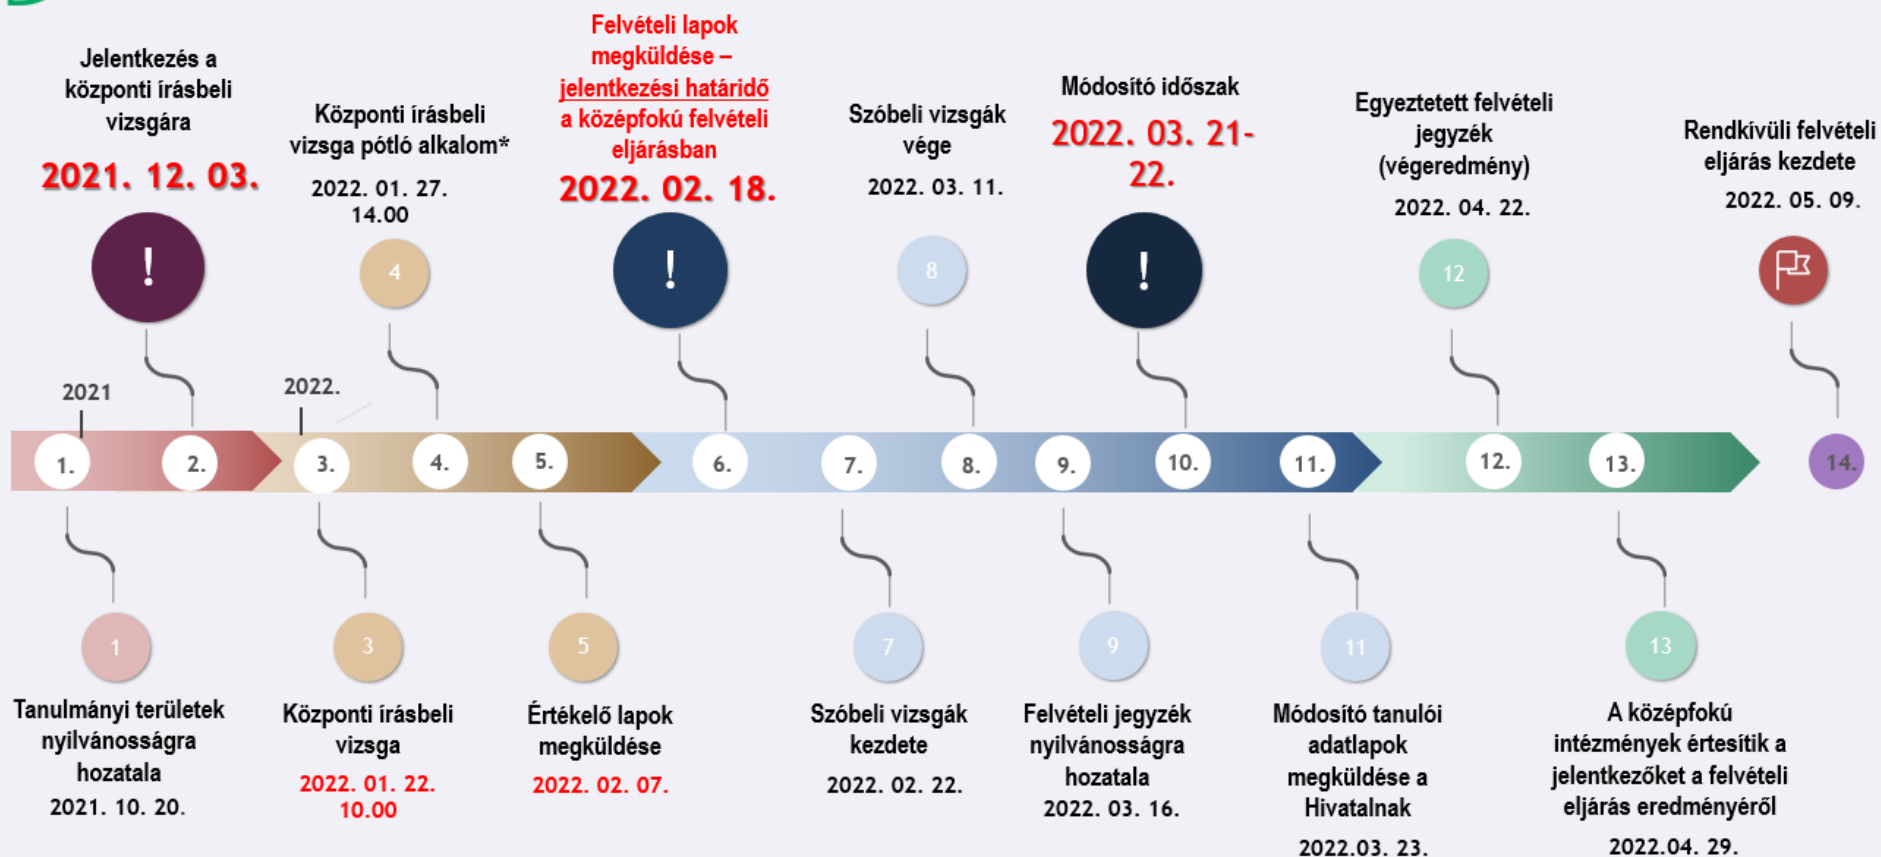 Jelentkezés a
központi írásbeli
vizsgára
2021. 12. 03.
!
Központi írásbeli
vizsga pótló alkalom*
2022. 01. 27.
14.00
4
Felvételi lapok
megküldése –
jelentkezési határidő
a középfokú felvételi
eljárásban
2022. 02. 18.
!
Szóbeli vizsgák
vége
2022. 03. 11.
8
Módosító időszak
2022. 03. 21-
22.
!
Egyeztetett felvételi
jegyzék
(végeredmény)
2022. 04. 22.
12
Rendkívüli felvételi
eljárás kezdete
2022. 05. 09.
2021
2022.
1.
2.
3.
4.
5.
6.
7.
8.
9.
10.
11.
12.
13.
14.
1
Tanulmányi területek
nyilvánosságra
hozatala
2021. 10. 20.
3
Központi írásbeli
vizsga
2022. 01. 22.
10.00
5
Értékelő lapok
megküldése
2022. 02. 07.
7
Szóbeli vizsgák
kezdete
2022. 02. 22.
9
Felvételi jegyzék
nyilvánosságra
hozatala
2022. 03. 16.
11
Módosító tanulói
adatlapok
megküldése a
Hivatalnak
2022.03. 23.
13
A középfokú
intézmények értesítik a
jelentkezőket a felvételi
eljárás eredményéről
2022.04. 29.